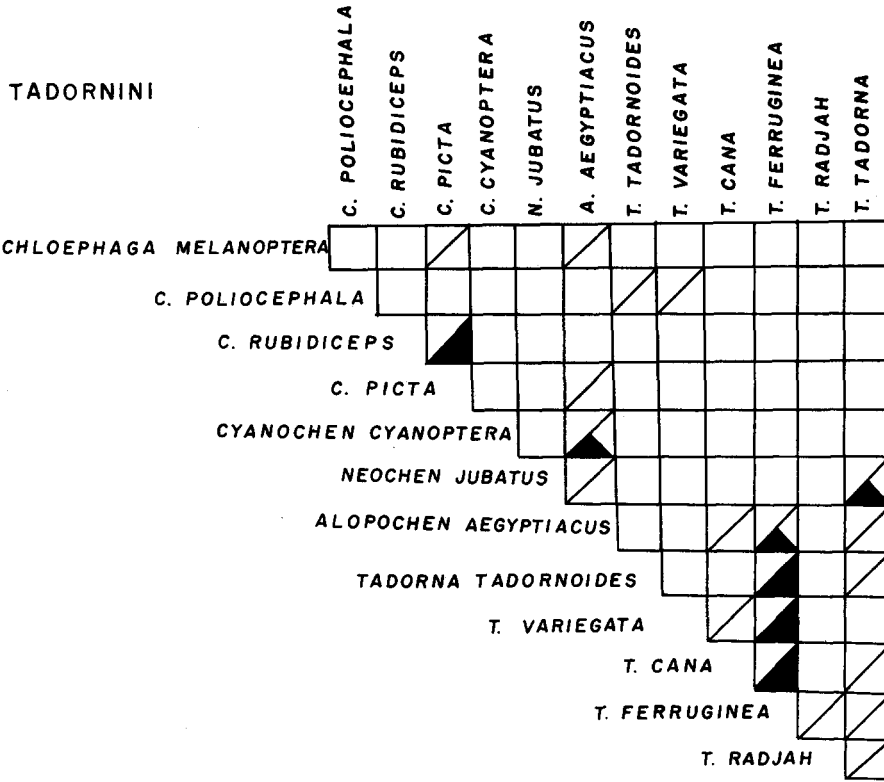 TADORNINI
C. POLIOCEPHALA
C. RUBIDICEPS
C. PICTA
C. CYANOPTERA
N. JUBATUS
A. AEGYPTIACUS
T. TADORNOIDES
T. VARIEGATA
T. CANA
T. FERRUGINEA
T. RADJAH
T. TADORNA
CHLOEPHAGA MELANOPTERA
C. POLIOCEPHALA
C. RUBIDICEPS
C. PICTA
CYANOCHEN CYANOPTERA
NEOCHEN JUBATUS
ALOPOCHEN AEGYPTIACUS
TADORNA TADORNOIDES
T. VARIEGATA
T. CANA
T. FERRUGINEA
T. RADJAH